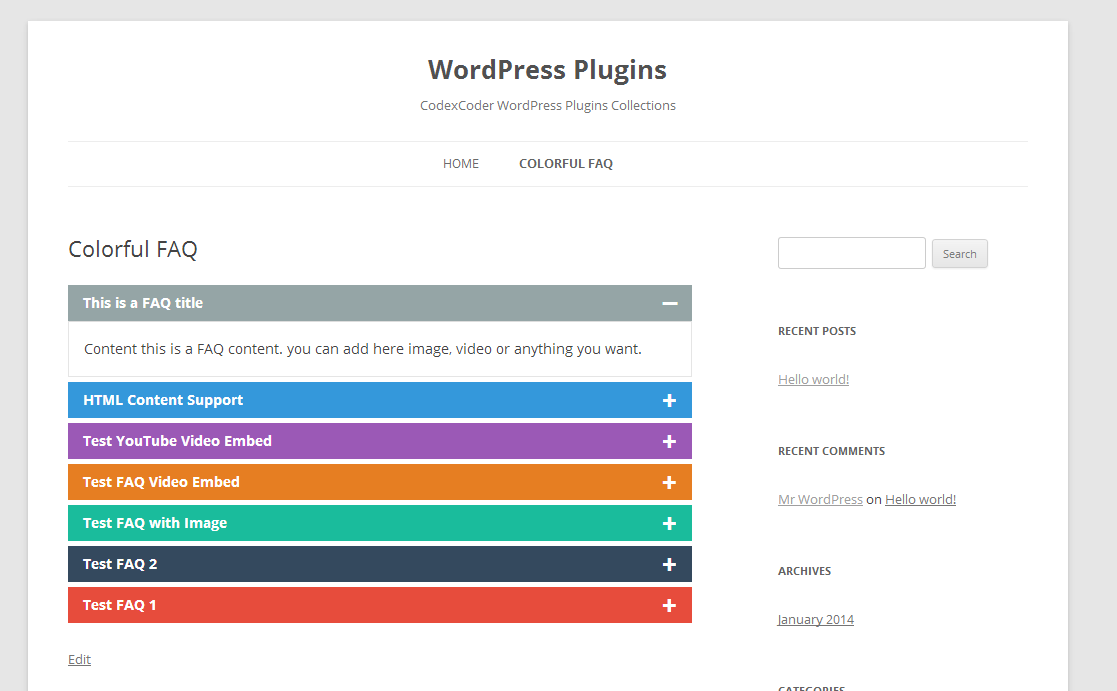 WordPress Plugins
CodexCoder WordPress Plugins Collections
HOME COLORFUL FAQ
Colorful FAQ
This is a FAQ title
Content this is a FAQ content. you can add here image, video or anything you want.
HTML Content Support
Test YouTube Video Embed
Test FAQ Video Embed
Test FAQ with Image
Test FAQ 2
Test FAQ 1
Edit
Search
RECENT POSTS
Hello world!
RECENT COMMENTS
Mr WordPress on Hello world!
ARCHIVES
January 2014
CATEGORIES